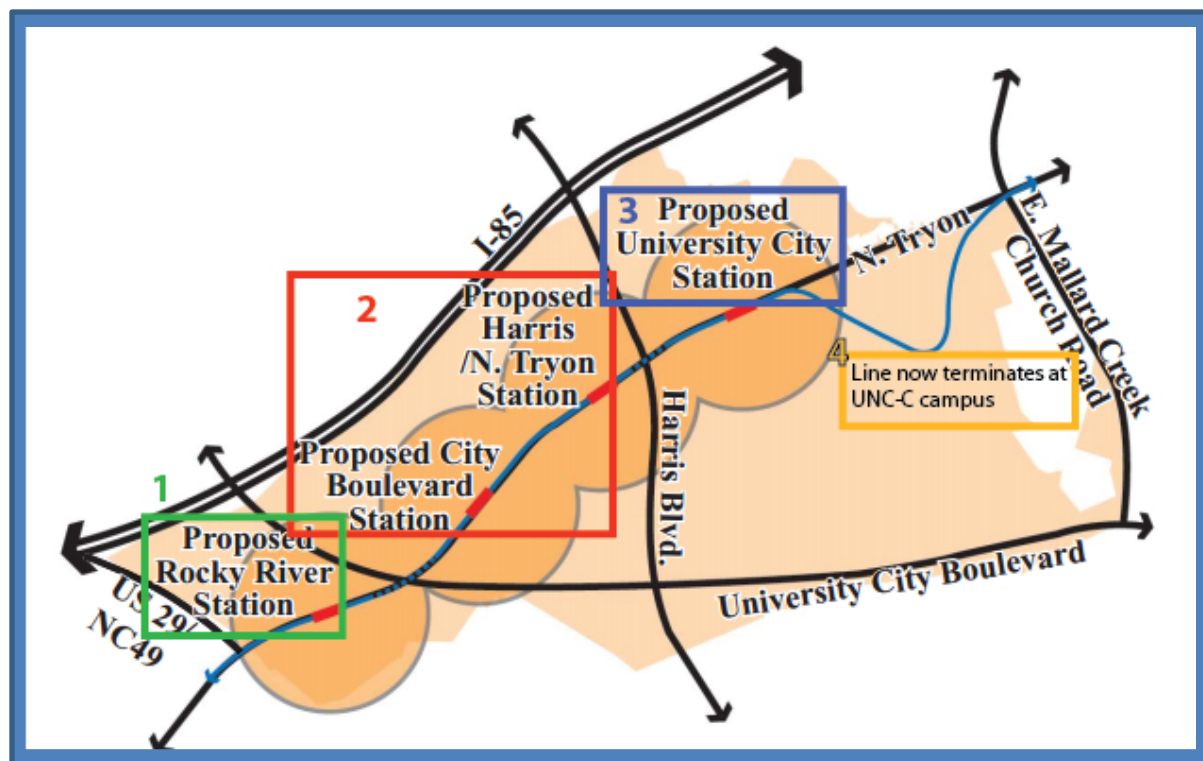 I-85
3
Proposed
University City
Station
N. Tryon
E. Mallard Creek
Church Road
2
Proposed
Harris
/N. Tryon
Station
4
Line now terminates at
UNC-C campus
Harris Blvd.
Proposed City
Boulevard
Station
1
Proposed
Rocky River
Station
US 29/
NC49
University City Boulevard